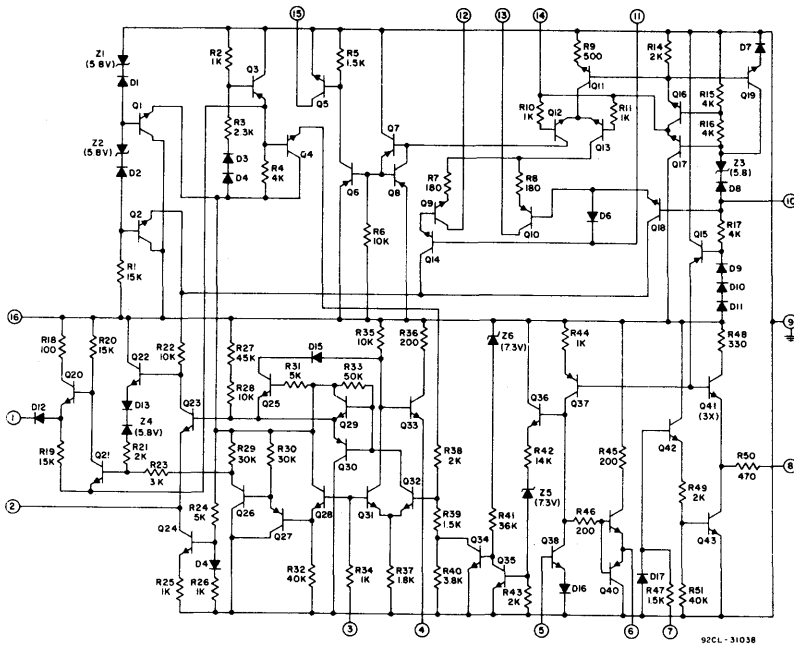 15
12
13
14
11
Z1
(5.8V)
D1
Q1
Z2
(5.8V)
D2
Q2
R1
15K
R2
1K
Q3
R3
2.3K
D3
D4
R4
4K
Q4
Q5
R5
1.5K
Q7
Q6
Q8
R6
10K
R7
180
R8
180
Q9
Q10
Q14
R9
500
Q11
R10
1K
Q12
R11
1K
Q13
D6
Q18
R14
2K
Q16
Q17
R15
4K
R16
4K
D7
Q19
Z3
(5.8)
D8
10
R17
4K
Q15
D9
D10
D11
16
9
R18
100
R20
15K
Q20
Q22
R22
10K
D13
Z4
(5.8V)
D12
1
R19
15K
Q21
R21
2K
R23
3K
Q23
2
Q24
R24
5K
D4
R25
1K
R26
1K
R27
45K
R28
10K
D15
R31
5K
R33
50K
Q25
Q29
Q30
R29
30K
R30
30K
Q26
Q27
Q28
R32
40K
R34
1K
Q31
Q32
R37
1.8K
R35
10K
R36
200
Q33
R38
2K
R39
1.5K
R40
3.8K
Z6
(7.3V)
R41
36K
Q34
Q35
Q36
R42
14K
Z5
(7.3V)
R43
2K
R44
1K
Q37
R45
200
R46
200
Q38
D16
Q40
Q42
D17
R47
1.5K
R49
2K
R51
40K
R48
330
Q41
(3X)
R50
470
8
Q43
3
4
5
6
7
92CL-31038